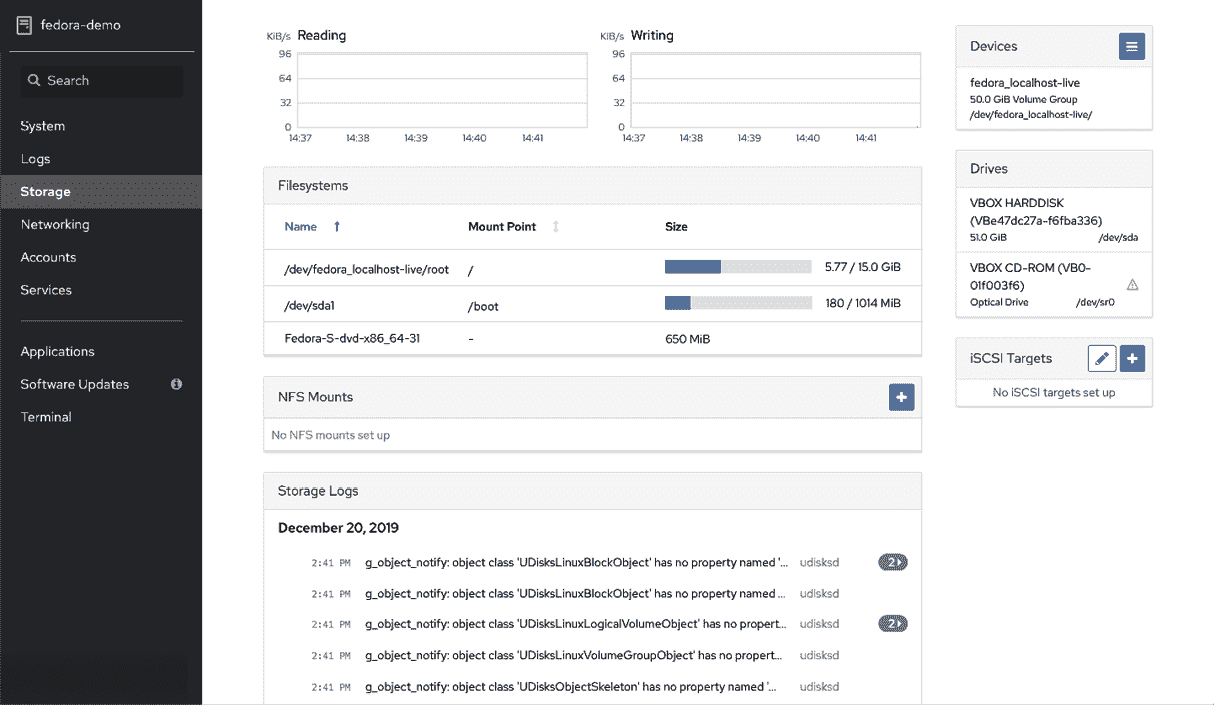 fedora-demo
Search
System
Logs
Storage
Networking
Accounts
Services
Applications
Software Updates
Terminal
KiB/s Reading
96
64
32
0
14:37 14:38 14:39 14:40 14:41
KiB/s Writing
96
64
32
0
14:37 14:38 14:39 14:40 14:41
Filesystems
Name Mount Point Size
/dev/fedora_localhost-live/root / 5.77 / 15.0 GiB
/dev/sda1 /boot 180 / 1014 MiB
Fedora-S-dvd-x86_64-31 - 650 MiB
NFS Mounts
No NFS mounts set up
Storage Logs
December 20, 2019
2:41 PM g_object_notify: object class 'UDisksLinuxBlockObject' has no property named '... udisksd 2
2:41 PM g_object_notify: object class 'UDisksLinuxBlockObject' has no property named ... udisksd
2:41 PM g_object_notify: object class 'UDisksLinuxLogicalVolumeObject' has no propert... udisksd 2
2:41 PM g_object_notify: object class 'UDisksLinuxVolumeGroupObject' has no propert... udisksd
2:41 PM g_object_notify: object class 'UDisksObjectSkeleton' has no property named '... udisksd
Devices
fedora_localhost-live
50.0 GiB Volume Group
/dev/fedora_localhost-live/
Drives
VBOX HARDDISK
(VBe47dc27a-f6fba336)
51.0 GiB /dev/sda
VBOX CD-ROM (VB0-
01f003f6)
Optical Drive /dev/sr0
iSCSI Targets
No iSCSI targets set up